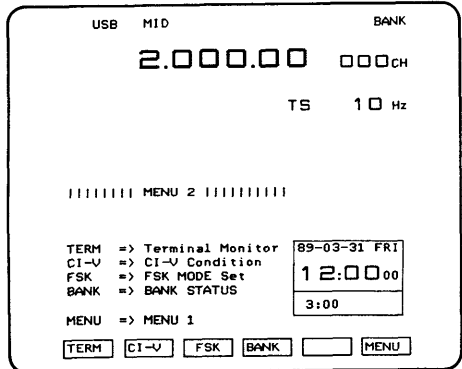 USB MID BANK
2.000.00 000CH
TS 10 Hz
|||||||| MENU 2 ||||||||||
TERM => Terminal Monitor
CI-V => CI-V Condition
FSK => FSK MODE Set
BANK => BANK STATUS
MENU => MENU 1
89-03-31 FRI
12:00 00
3:00
TERM CI-V FSK BANK MENU